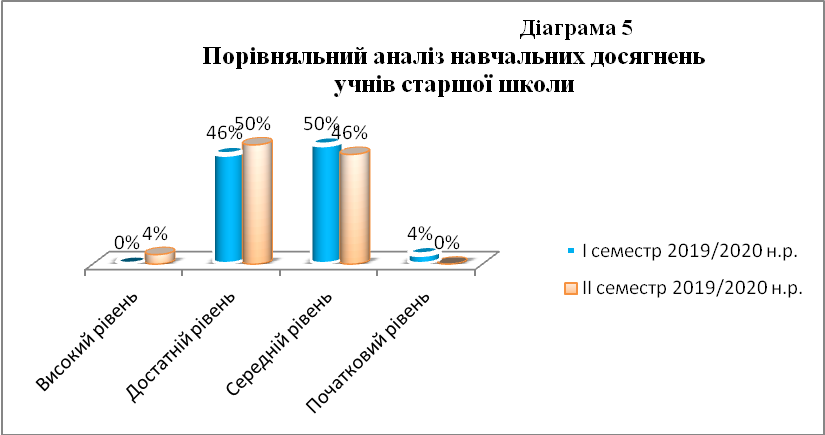 Діаграма 5
Порівняльний аналіз навчальних досягнень
учнів старшої школи
0%
4%
46%
50%
50%
46%
4%
0%
Високий рівень
Достатній рівень
Середній рівень
Початковий рівень
І семестр 2019/2020 н.р.
ІІ семестр 2019/2020 н.р.